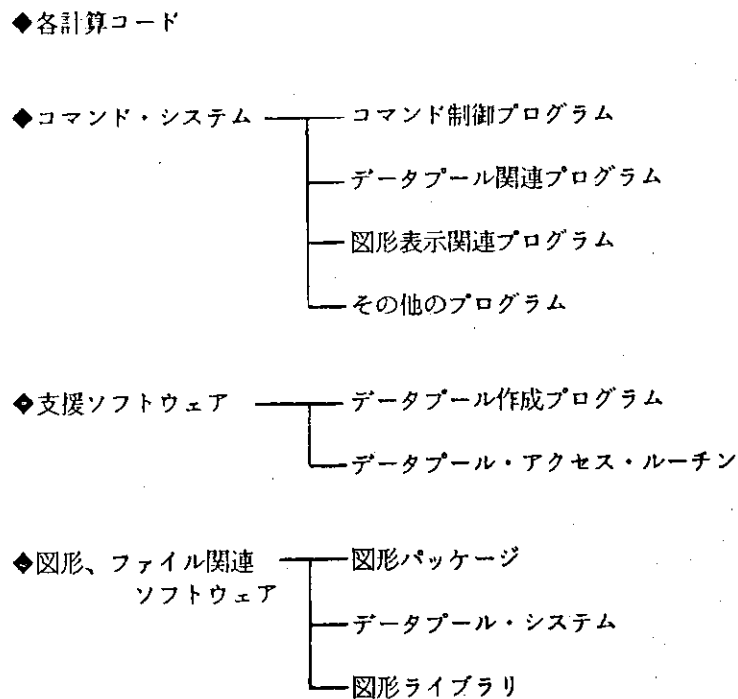 ◆各計算コード
◆コマンド・システム コマンド制御プログラム
データプール関連プログラム
図形表示関連プログラム
その他のプログラム
◆支援ソフトウェア データプール作成プログラム
データプール・アクセス・ルーチン
◆図形、ファイル関連 図形パッケージ
ソフトウェア
データプール・システム
図形ライブラリ